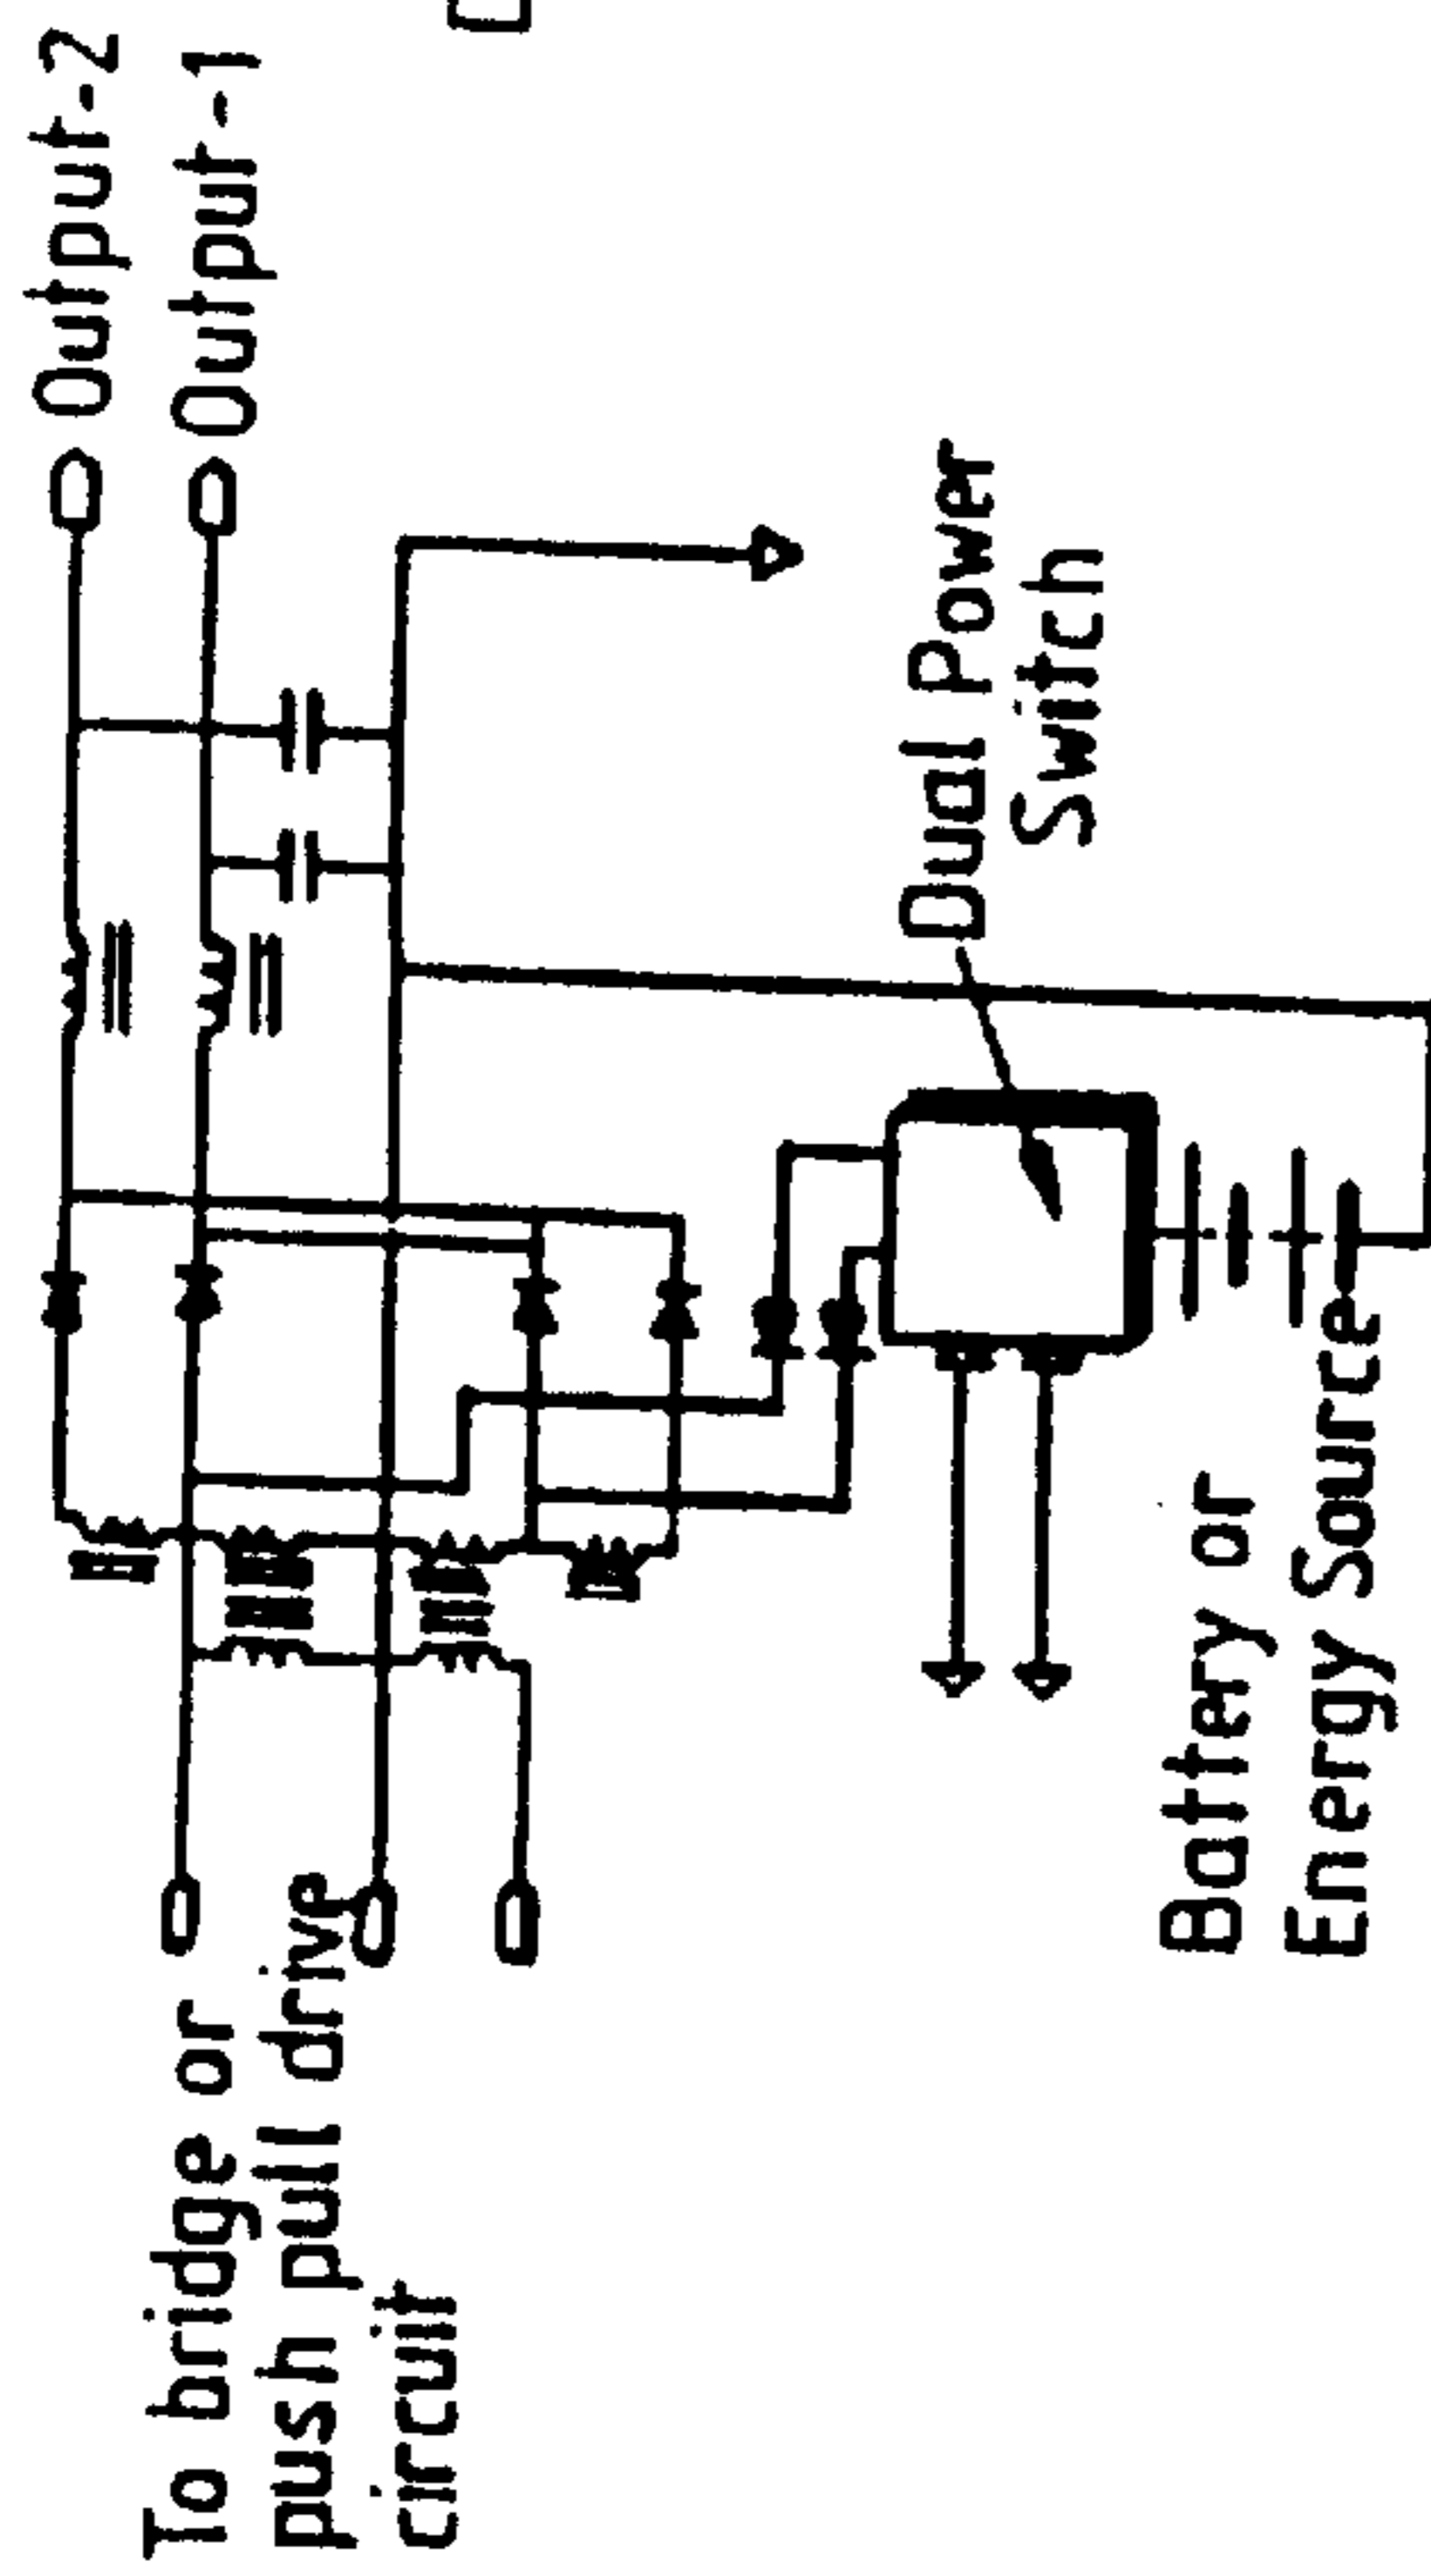 Output-2
Output-1
Dual Power
Switch
To bridge or
push pull drive
circuit
Battery or
Energy Source